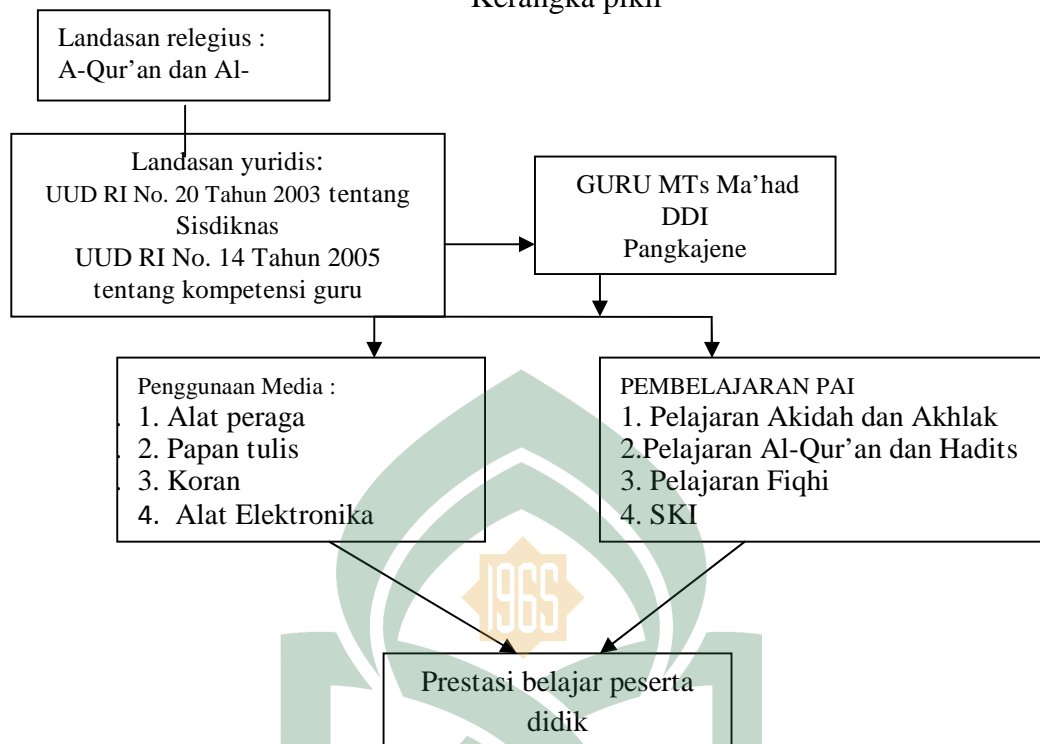 Kerangka pikir
Landasan relegius :
A-Qur’an dan Al-
Landasan yuridis:
UUD RI No. 20 Tahun 2003 tentang
Sisdiknas
UUD RI No. 14 Tahun 2005
tentang kompetensi guru
GURU MTs Ma’had
DDI
Pangkajene
Penggunaan Media :
1. Alat peraga
2. Papan tulis
3. Koran
4. Alat Elektronika
PEMBELAJARAN PAI
1. Pelajaran Akidah dan Akhlak
2.Pelajaran Al-Qur’an dan Hadits
3. Pelajaran Fiqhi
4. SKI
1965
Prestasi belajar peserta
didik